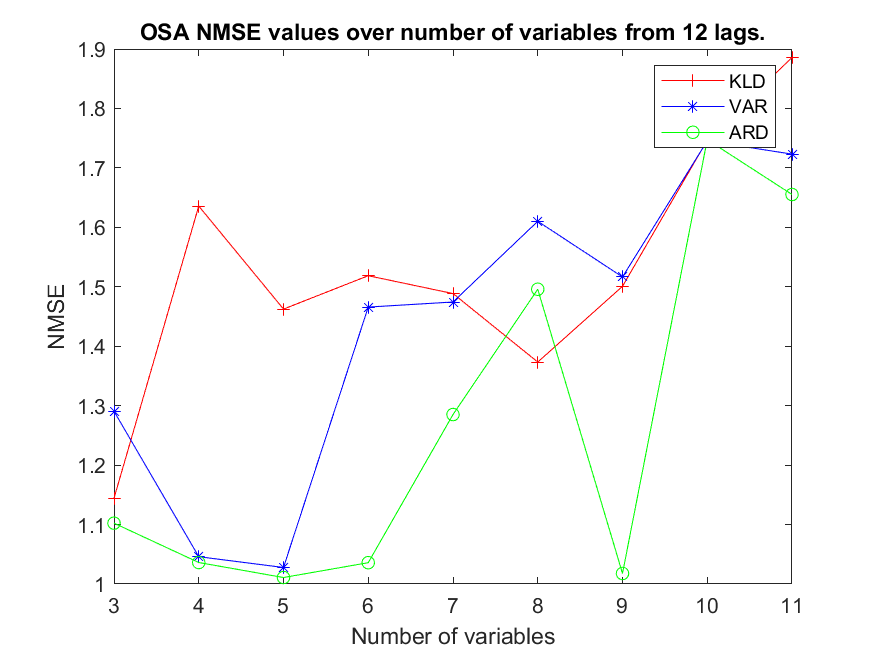 OSA NMSE values over number of variables from 12 lags.
1.9
1.8
1.7
1.6
1.5
1.4
1.3
1.2
1.1
1
NMSE
KLD
VAR
ARD
3 4 5 6 7 8 9 10 11
Number of variables